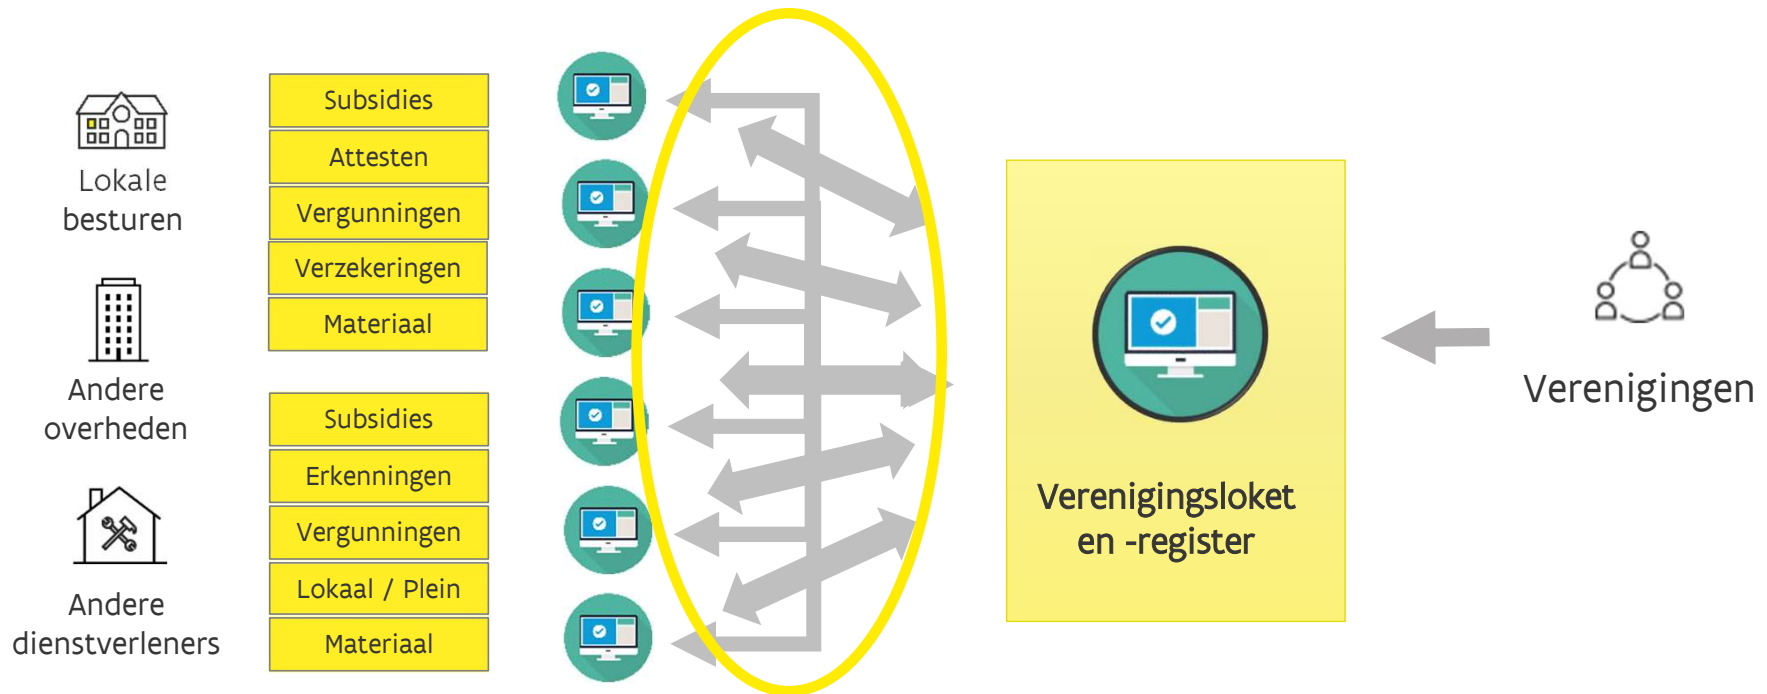 Lokale
besturen
Andere
overheden
Andere
dienstverleners
Subsidies
Attesten
Vergunningen
Verzekeringen
Materiaal
Subsidies
Erkenningen
Vergunningen
Lokaal / Plein
Materiaal
Verenigingsloket
en -register
Verenigingen